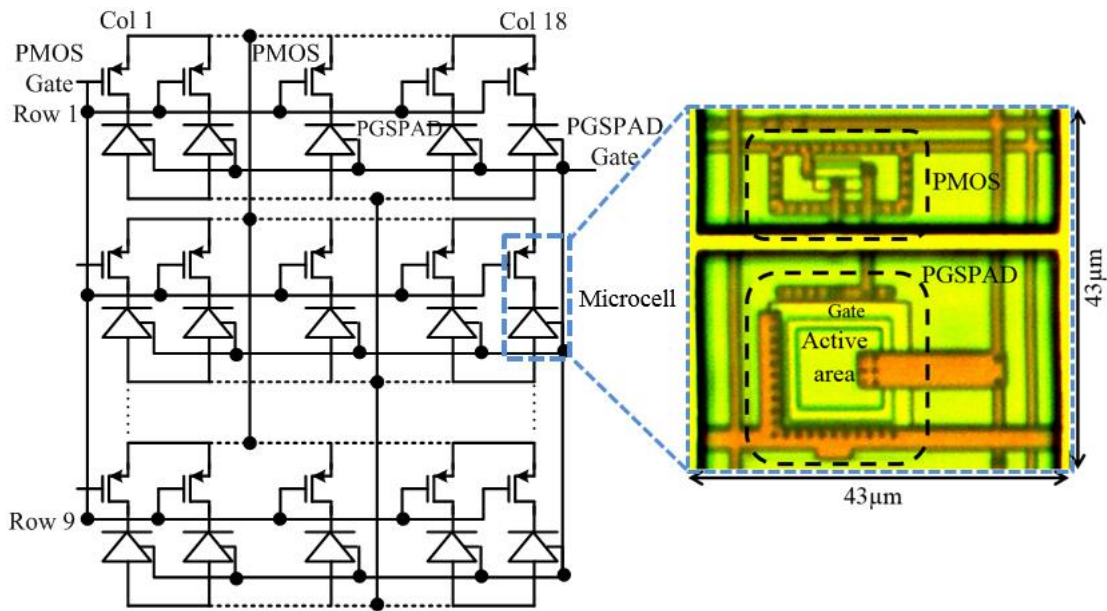 Col 1
Col 18
PMOS
Gate
PMOS
Row 1
PGSPAD
PGSPAD
Gate
Microcell
Row 9
PMOS
PGSPAD
Gate
Active
area
43µm
43µm